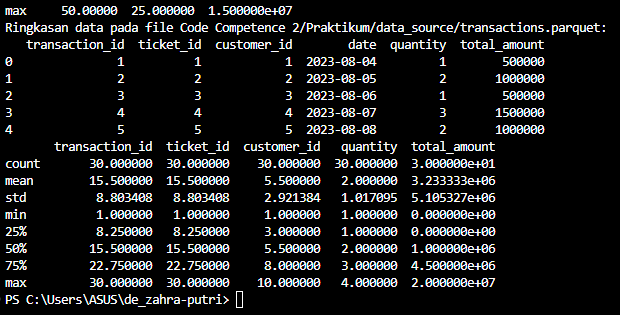 max     50.00000  25.000000  1.500000e+07
Ringkasan data pada file Code Competence 2/Praktikum/data_source/transactions.parquet:
   transaction_id  ticket_id  customer_id        date  quantity  total_amount
0               1          1            1  2023-08-04         1        500000
1               2          2            2  2023-08-05         2       1000000
2               3          3            3  2023-08-06         1        500000
3               4          4            4  2023-08-07         3       1500000
4               5          5            5  2023-08-08         2       1000000
       transaction_id  ticket_id  customer_id   quantity  total_amount
count       30.000000  30.000000    30.000000  30.000000  3.000000e+01
mean        15.500000  15.500000     5.500000   2.000000  3.233333e+06
std          8.803408   8.803408     2.921384   1.017095  5.105327e+06
min          1.000000   1.000000     1.000000   1.000000  0.000000e+00
25%          8.250000   8.250000     3.000000   1.000000  0.000000e+00
50%         15.500000  15.500000     5.500000   2.000000  1.000000e+06
75%         22.750000  22.750000     8.000000   3.000000  4.500000e+06
max         30.000000  30.000000    10.000000   4.000000  2.000000e+07
PS C:\Users\ASUS\de_zahra-putri>